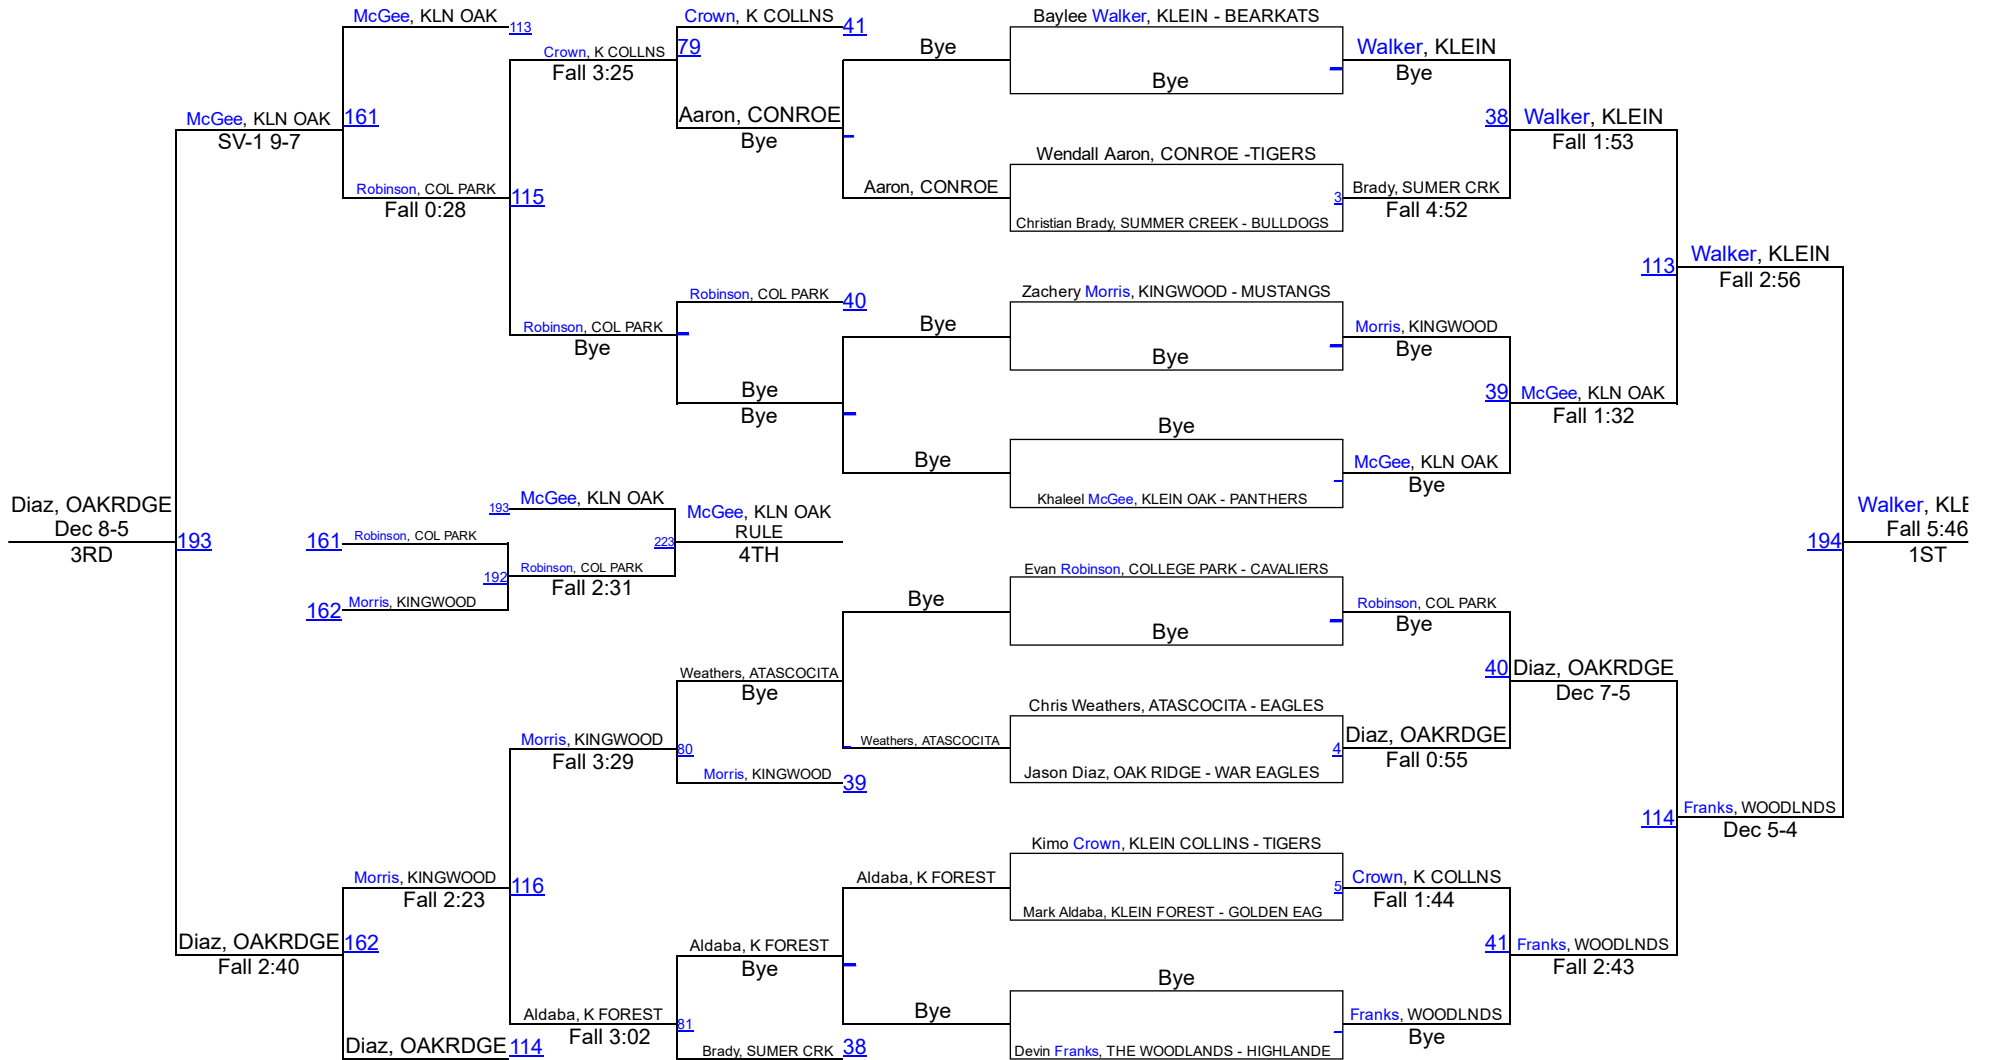 McGee, KLN OAK
113
Crown, K COLLNS
41
Baylee Walker, KLEIN - BEARKATS
Crown, K COLLNS
79
Fall 3:25
Bye
Bye
Walker, KLEIN
Bye
McGee, KLN OAK
161
SV-1 9-7
Aaron, CONROE
Bye
38
Walker, KLEIN
Fall 1:53
Wendall Aaron, CONROE -TIGERS
Robinson, COL PARK
Fall 0:28
115
Aaron, CONROE
3
Brady, SUMER CRK
Fall 4:52
Christian Brady, SUMMER CREEK - BULLDOGS
113
Walker, KLEIN
Fall 2:56
Robinson, COL PARK
40
Zachery Morris, KINGWOOD - MUSTANGS
Robinson, COL PARK
Bye
Bye
Bye
Morris, KINGWOOD
Bye
Bye
Bye
39
McGee, KLN OAK
Fall 1:32
Bye
Bye
McGee, KLN OAK
Bye
Khaleel McGee, KLEIN OAK - PANTHERS
Diaz, OAKRDGE
Dec 8-5
3RD
193
193
McGee, KLN OAK
McGee, KLN OAK
RULE
4TH
223
161
Robinson, COL PARK
192
Robinson, COL PARK
Fall 2:31
162
Morris, KINGWOOD
194
Walker, KLE
Fall 5:46
1ST
Evan Robinson, COLLEGE PARK - CAVALIERS
Bye
Bye
Robinson, COL PARK
Bye
Weathers, ATASCOCITA
Bye
40
Diaz, OAKRDGE
Dec 7-5
Chris Weathers, ATASCOCITA - EAGLES
Morris, KINGWOOD
Fall 3:29
80
Weathers, ATASCOCITA
4
Diaz, OAKRDGE
Fall 0:55
Morris, KINGWOOD
39
Jason Diaz, OAK RIDGE - WAR EAGLES
114
Franks, WOODLNDS
Dec 5-4
Kimo Crown, KLEIN COLLINS - TIGERS
Morris, KINGWOOD
Fall 2:23
116
Aldaba, K FOREST
5
Crown, K COLLNS
Fall 1:44
Mark Aldaba, KLEIN FOREST - GOLDEN EAG
Diaz, OAKRDGE
162
Fall 2:40
Aldaba, K FOREST
Bye
41
Franks, WOODLNDS
Fall 2:43
Bye
Aldaba, K FOREST
Fall 3:02
81
Bye
Franks, WOODLNDS
Bye
Diaz, OAKRDGE
114
Brady, SUMER CRK
38
Devin Franks, THE WOODLANDS - HIGHLANDE